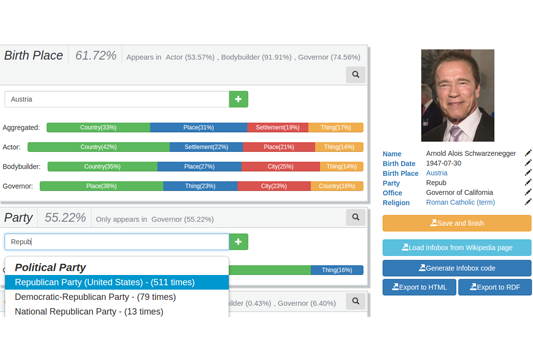 Birth Place 61.72% Appears in Actor (53.57%) , Bodybuilder (91.91%) , Governor (74.56%)
Austria
Aggregated: Country(33%) Place(31%) Settlement(19%) Thing(17%)
Actor: Country(42%) Settlement(22%) Place(21%) Thing(14%)
Bodybuilder: Country(35%) Place(27%) City(25%) Thing(14%)
Governor: Place(38%) Thing(23%) City(23%) Country(16%)
Party 55.22% Only appears in Governor (55.22%)
Repub
Thing(16%)
Political Party
Republican Party (United States) - (511 times)
Democratic-Republican Party - (79 times)
National Republican Party - (13 times)
(0.43%) , Governor (6.40%)
Name Arnold Alois Schwarzenegger
Birth Date 1947-07-30
Birth Place Austria
Party Repub
Office Governor of California
Religion Roman Catholic (term)
Save and finish
Load Infobox from Wikipedia page
Generate Infobox code
Export to HTML Export to RDF